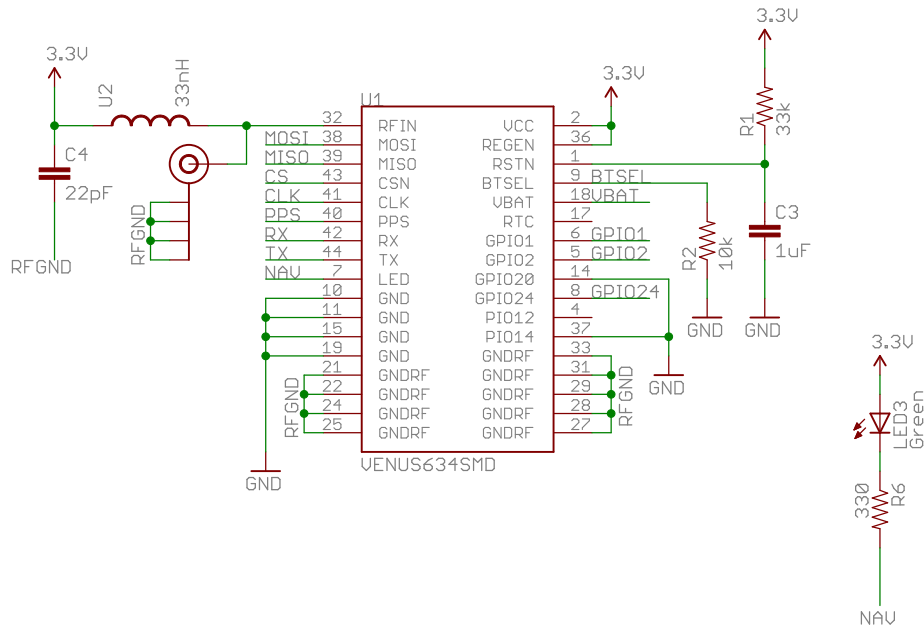 3.3V
U2
33nH
C4
22pF
RFGND
RFGND
U1
32 RFIN
MOSI 38 MOSI
MISO 39 MISO
CS 43 CSN
CLK 41 CLK
PPS 40 PPS
RX 42 RX
TX 44 TX
NAV 7 LED
10 GND
11 GND
15 GND
19 GND
21 GNDRF
22 GNDRF
24 GNDRF
25 GNDRF
RFGND
GND
VCC 2
REGEN 36
RSTN 1
BTSEL 9 BTSEL
VBAT 18 VBAT
RTC 17
GPIO1 6 GPIO1
GPIO2 5 GPIO2
GPIO20 14
GPIO24 8 GPIO24
PIO12 4
PIO14 37
GNDRF 33
GNDRF 31
GNDRF 29
GNDRF 28
GNDRF 27
RFGND
VENUS634SMD
3.3V
GND
R2
10k
GND
3.3V
R1
33k
C3
1uF
GND
3.3V
LED3
Green
330
R6
NAV